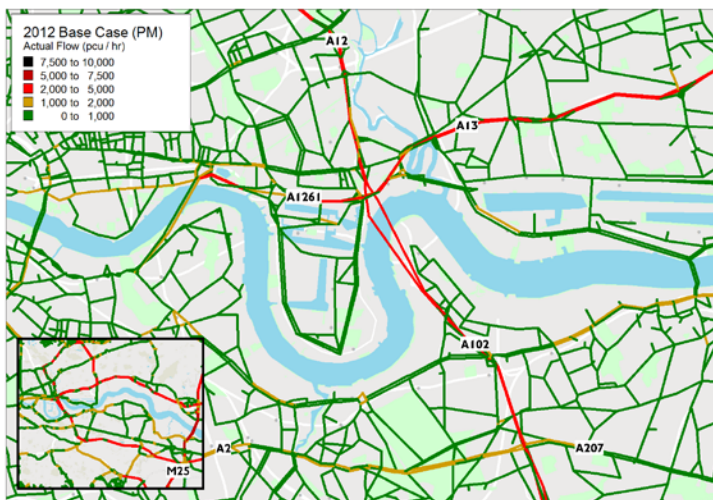 2012 Base Case (PM)
Actual Flow (pcu / hr)
7,500 to 10,000
5,000 to 7,500
2,000 to 5,000
1,000 to 2,000
0 to 1,000
A12
A13
A1261
A102
A2
A207
M25